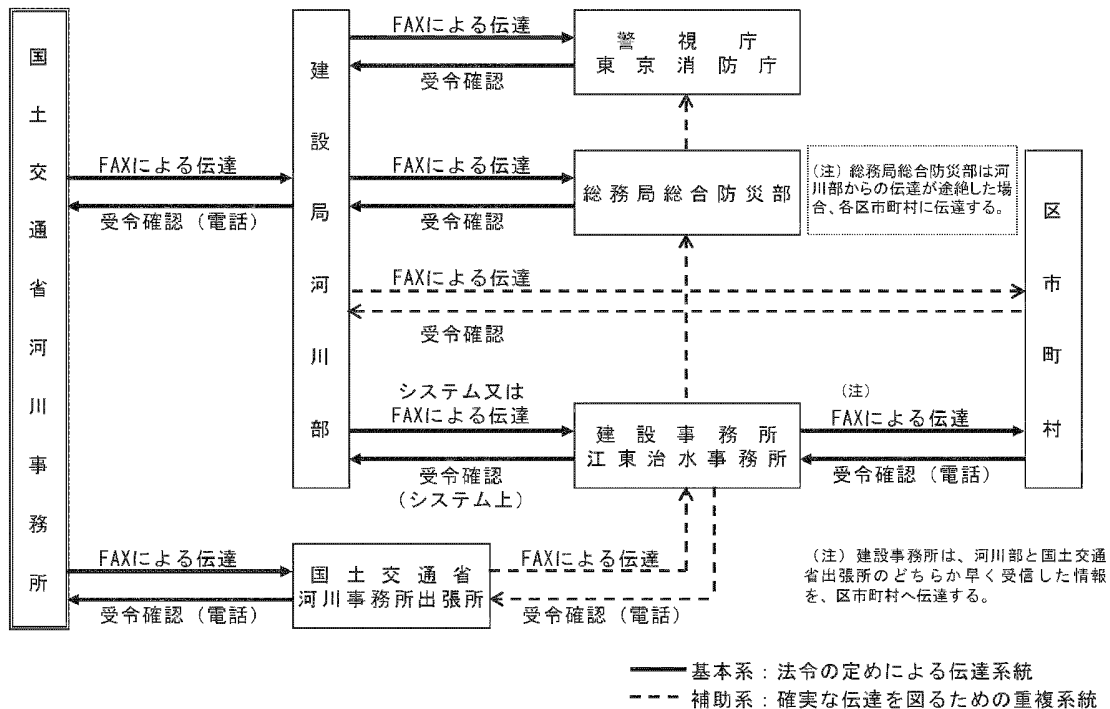 国土交通省河川事務所
FAXによる伝達
受令確認（電話）
建設局河川部
FAXによる伝達
受令確認
警視庁
東京消防庁
FAXによる伝達
受令確認
総務局総合防災部
（注）総務局総合防災部は河
川部からの伝達が途絶した場
合、各区市町村に伝達する。
区市町村
FAXによる伝達
受令確認
システム又は
FAXによる伝達
受令確認
（システム上）
建設事務所
江東治水事務所
（注）
FAXによる伝達
受令確認（電話）
FAXによる伝達
受令確認（電話）
国土交通省
河川事務所出張所
FAXによる伝達
受令確認（電話）
（注）建設事務所は、河川部と国土交通
省出張所のどちらか早く受信した情報
を、区市町村へ伝達する。
基本系：法令の定めによる伝達系統
補助系：確実な伝達を図るための重複系統